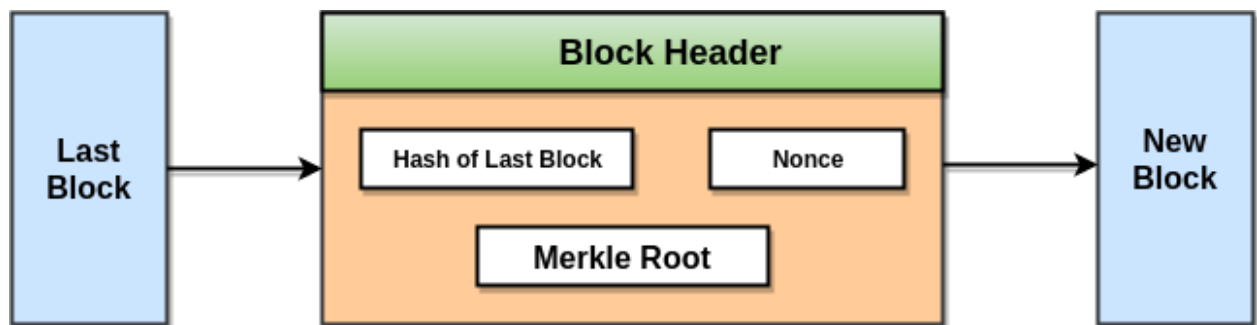 Block Header
Last
Block
Hash of Last Block
Nonce
Merkle Root
New
Block